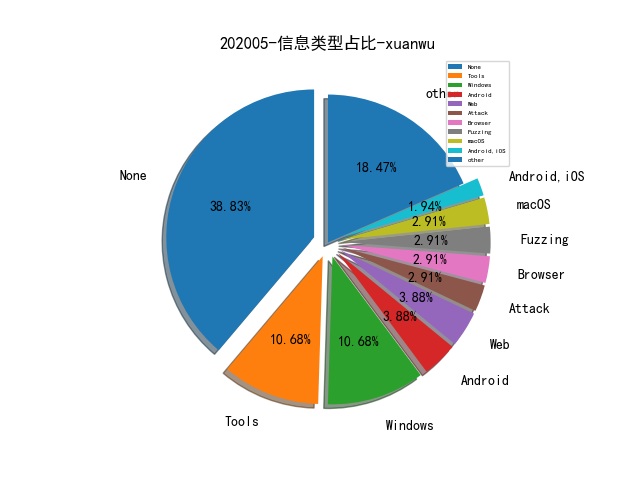 202005-信息类型占比-xuanwu
None
Tools
Windows
Android
Web
Attack
Browser
Fuzzing
macOS
Android,iOS
other
oth
18.47%
Android,iOS
None
38.83%
1.94%
macOS
2.91%
2.91%
Fuzzing
2.91%
Browser
2.91%
3.88%
Attack
3.88%
10.68%
10.68%
Web
Android
Tools
Windows